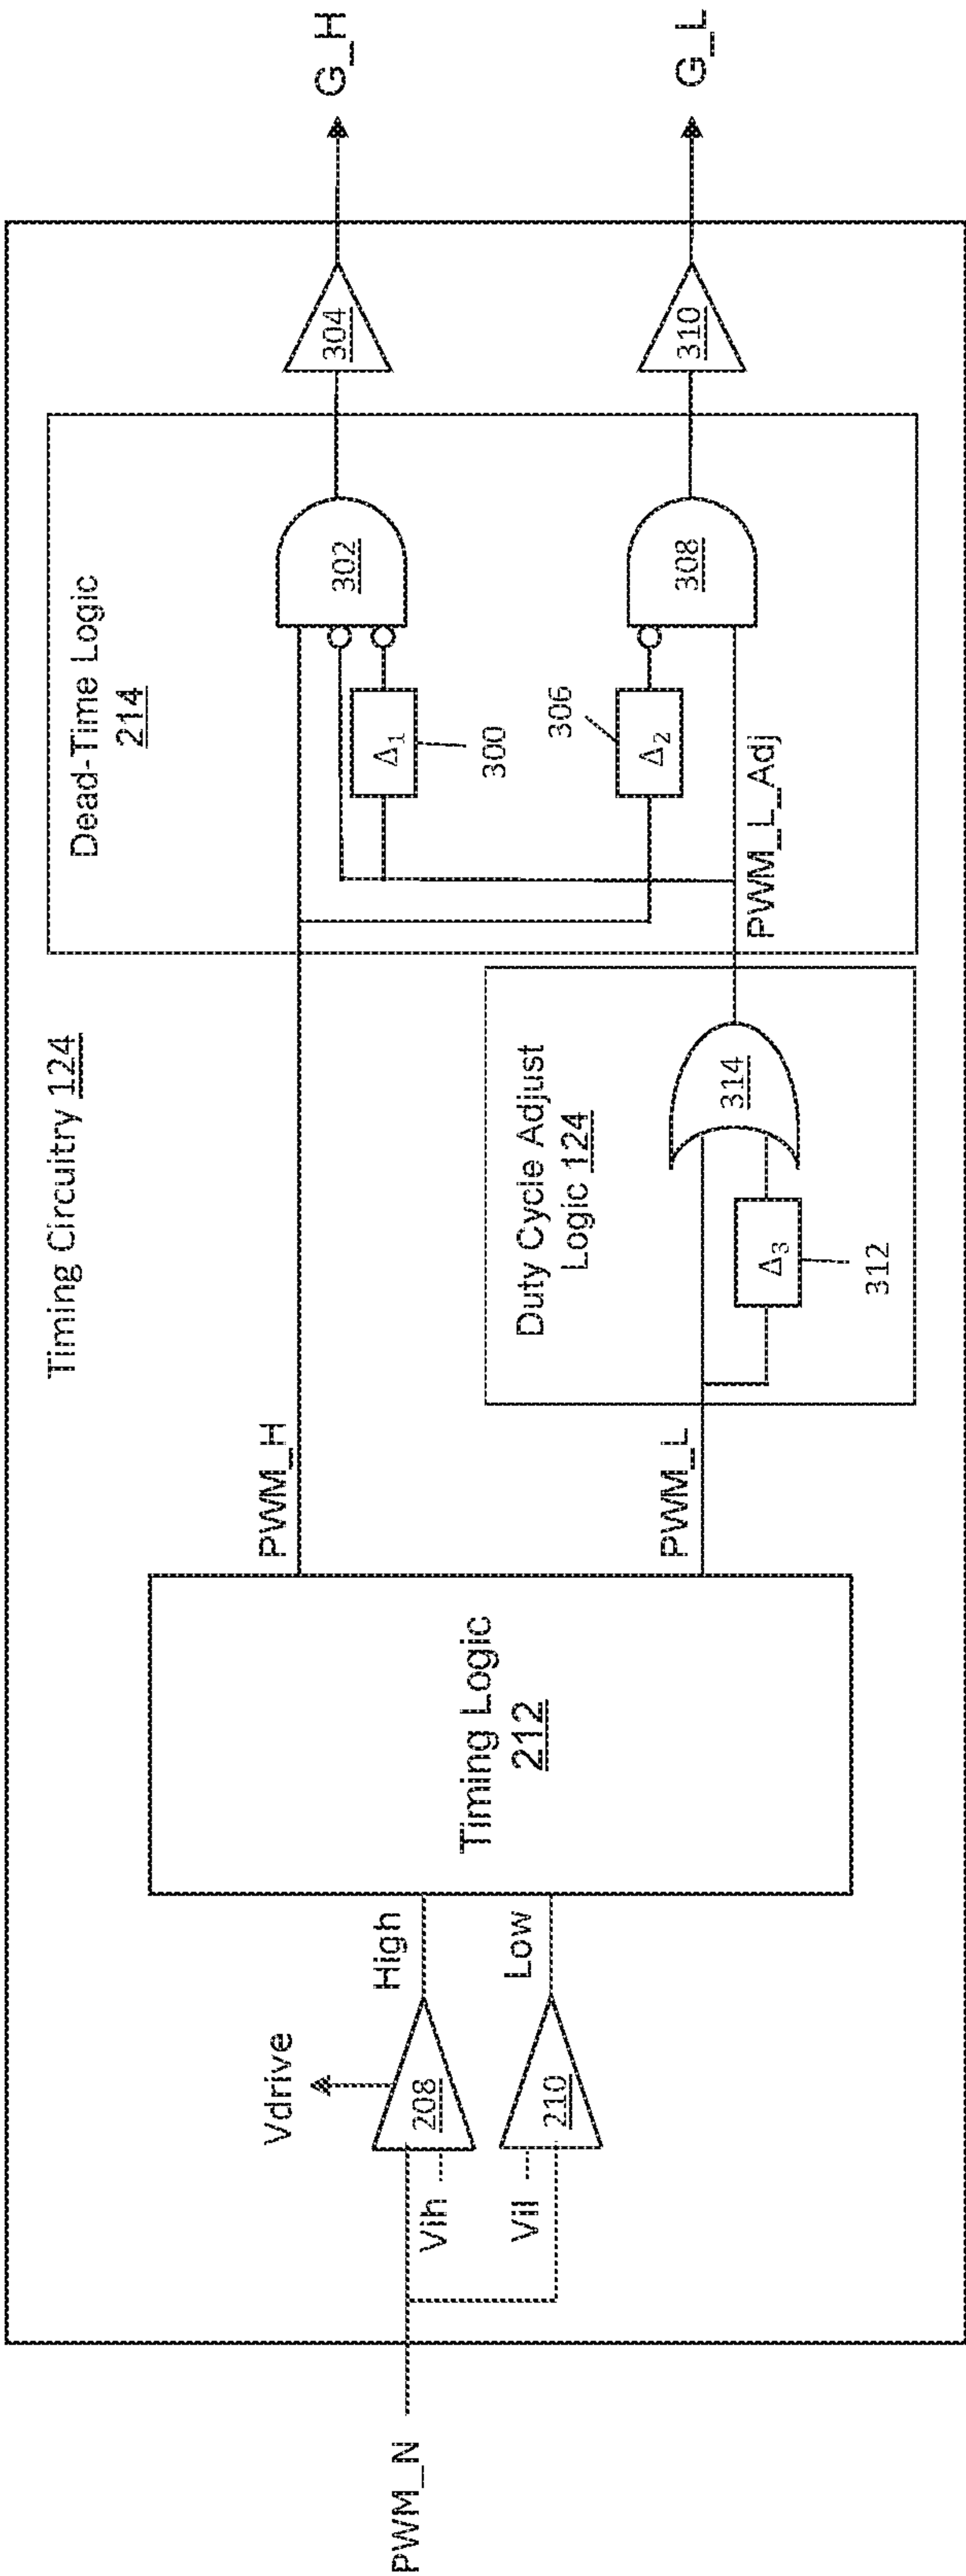 Timing Circuitry 124
PWM_N
Vdrive
Vih
Vil
208
210
High
Low
Timing Logic
212
PWM_H
PWM_L
Duty Cycle Adjust
Logic 124
Δ3
312
314
PWM_L_Adj
Dead-Time Logic
214
Δ1
300
306
Δ2
302
308
304
310
G_H
G_L